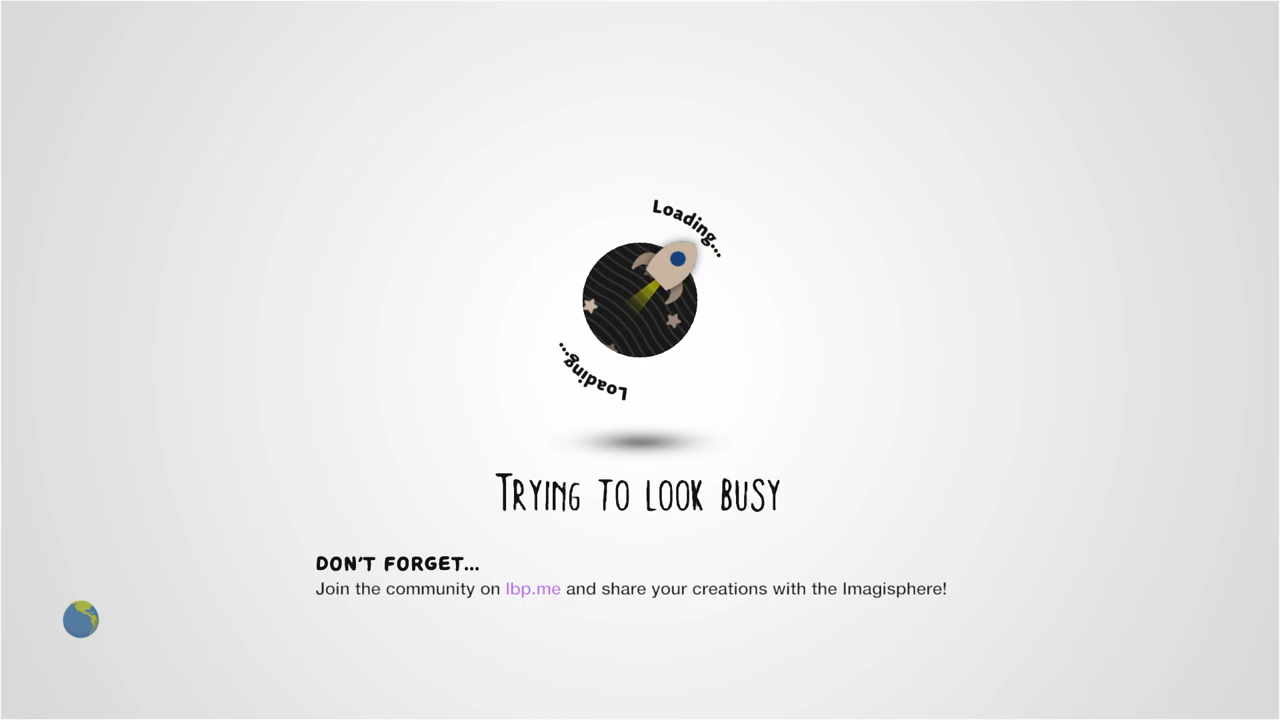 Loading...
Loading...
TRYING TO LOOK BUSY
DON'T FORGET...
Join the community on lbp.me and share your creations with the Imagisphere!